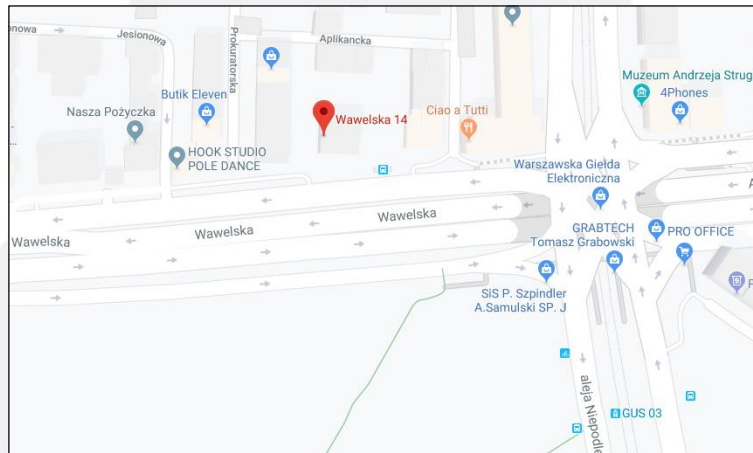 Jesionowa
Prokuratorska
Aplikancka
Butik Eleven
Nasza Pożyczka
HOOK STUDIO
POLE DANCE
Wawelska 14
Ciao a Tutti
Muzeum Andrzeja Strug
4Phones
Warszawska Giełda
Elektroniczna
Wawelska
Wawelska
Wawelska
GRABTECH
Tomasz Grabowski
PRO OFFICE
SiS P. Szpindler
A.Samulski SP. J
aleja Niepodle
GUS 03